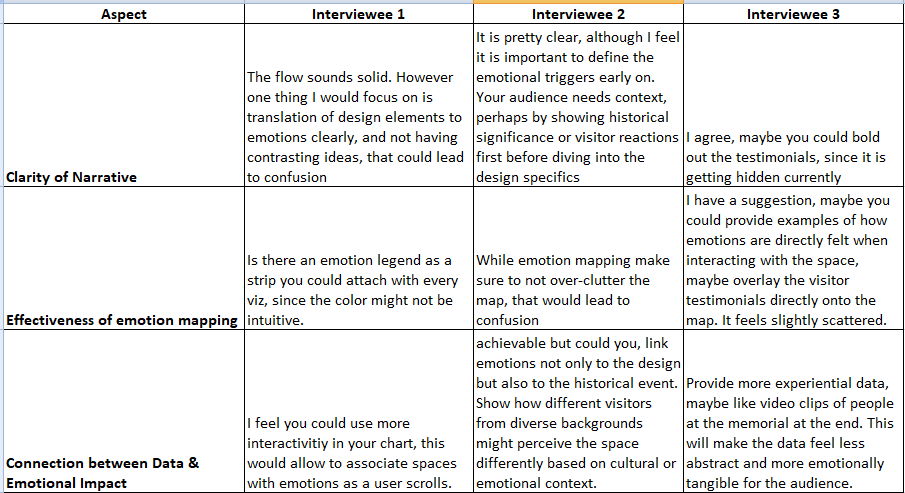 Aspect
Interviewee 1
Interviewee 2
Interviewee 3
Clarity of Narrative
The flow sounds solid. However
one thing I would focus on is
translation of design elements to
emotions clearly, and not having
contrasting ideas, that could lead
to confusion
It is pretty clear, although I feel
it is important to define the
emotional triggers early on.
Your audience needs context,
perhaps by showing historical
significance or visitor reactions
first before diving into the
design specifics
I agree, maybe you could bold
out the testimonials, since it is
getting hidden currently
Effectiveness of emotion mapping
Is there an emotion legend as a
strip you could attach with every
viz, since the color might not be
intuitive.
While emotion mapping make
sure to not over-clutter the
map, that would lead to
confusion
I have a suggestion, maybe you
could provide examples of how
emotions are directly felt when
interacting with the space,
maybe overlay the visitor
testimonials directly onto the
map. It feels slightly scattered.
Connection between Data &
Emotional Impact
I feel you could use more
interactivitiy in your chart, this
would allow to associate spaces
with emotions as a user scrolls.
achievable but could you, link
emotions not only to the design
but also to the historical event.
Show how different visitors
from diverse backgrounds
might perceive the space
differently based on cultural or
emotional context.
Provide more experiential data,
maybe like video clips of people
at the memorial at the end. This
will make the data feel less
abstract and more emotionally
tangible for the audience.